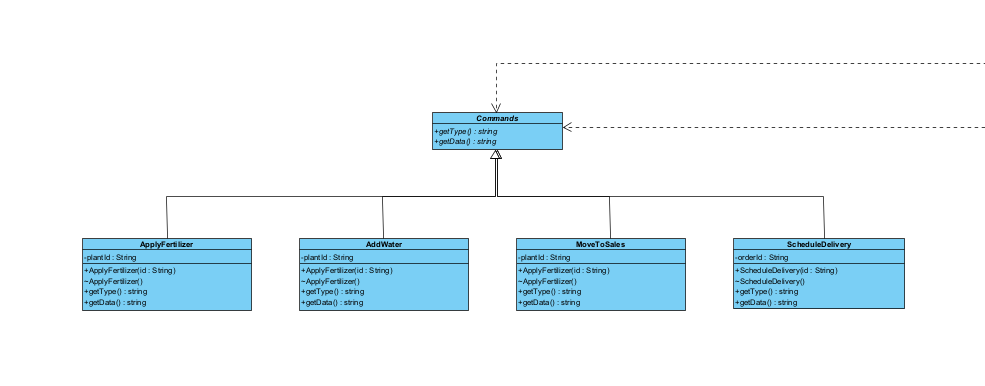 Commands
+getType() : string
+getData() : string
ApplyFertilizer
-plantId : String
+ApplyFertilizer(id : String)
~ApplyFertilizer()
+getType() : string
+getData() : string
AddWater
-plantId : String
+ApplyFertilizer(id : String)
~ApplyFertilizer()
+getType() : string
+getData() : string
MoveToSales
-plantId : String
+ApplyFertilizer(id : String)
~ApplyFertilizer()
+getType() : string
+getData() : string
ScheduleDelivery
-orderId : String
+ScheduleDelivery(id : String)
~ScheduleDelivery()
+getType() : string
+getData() : string